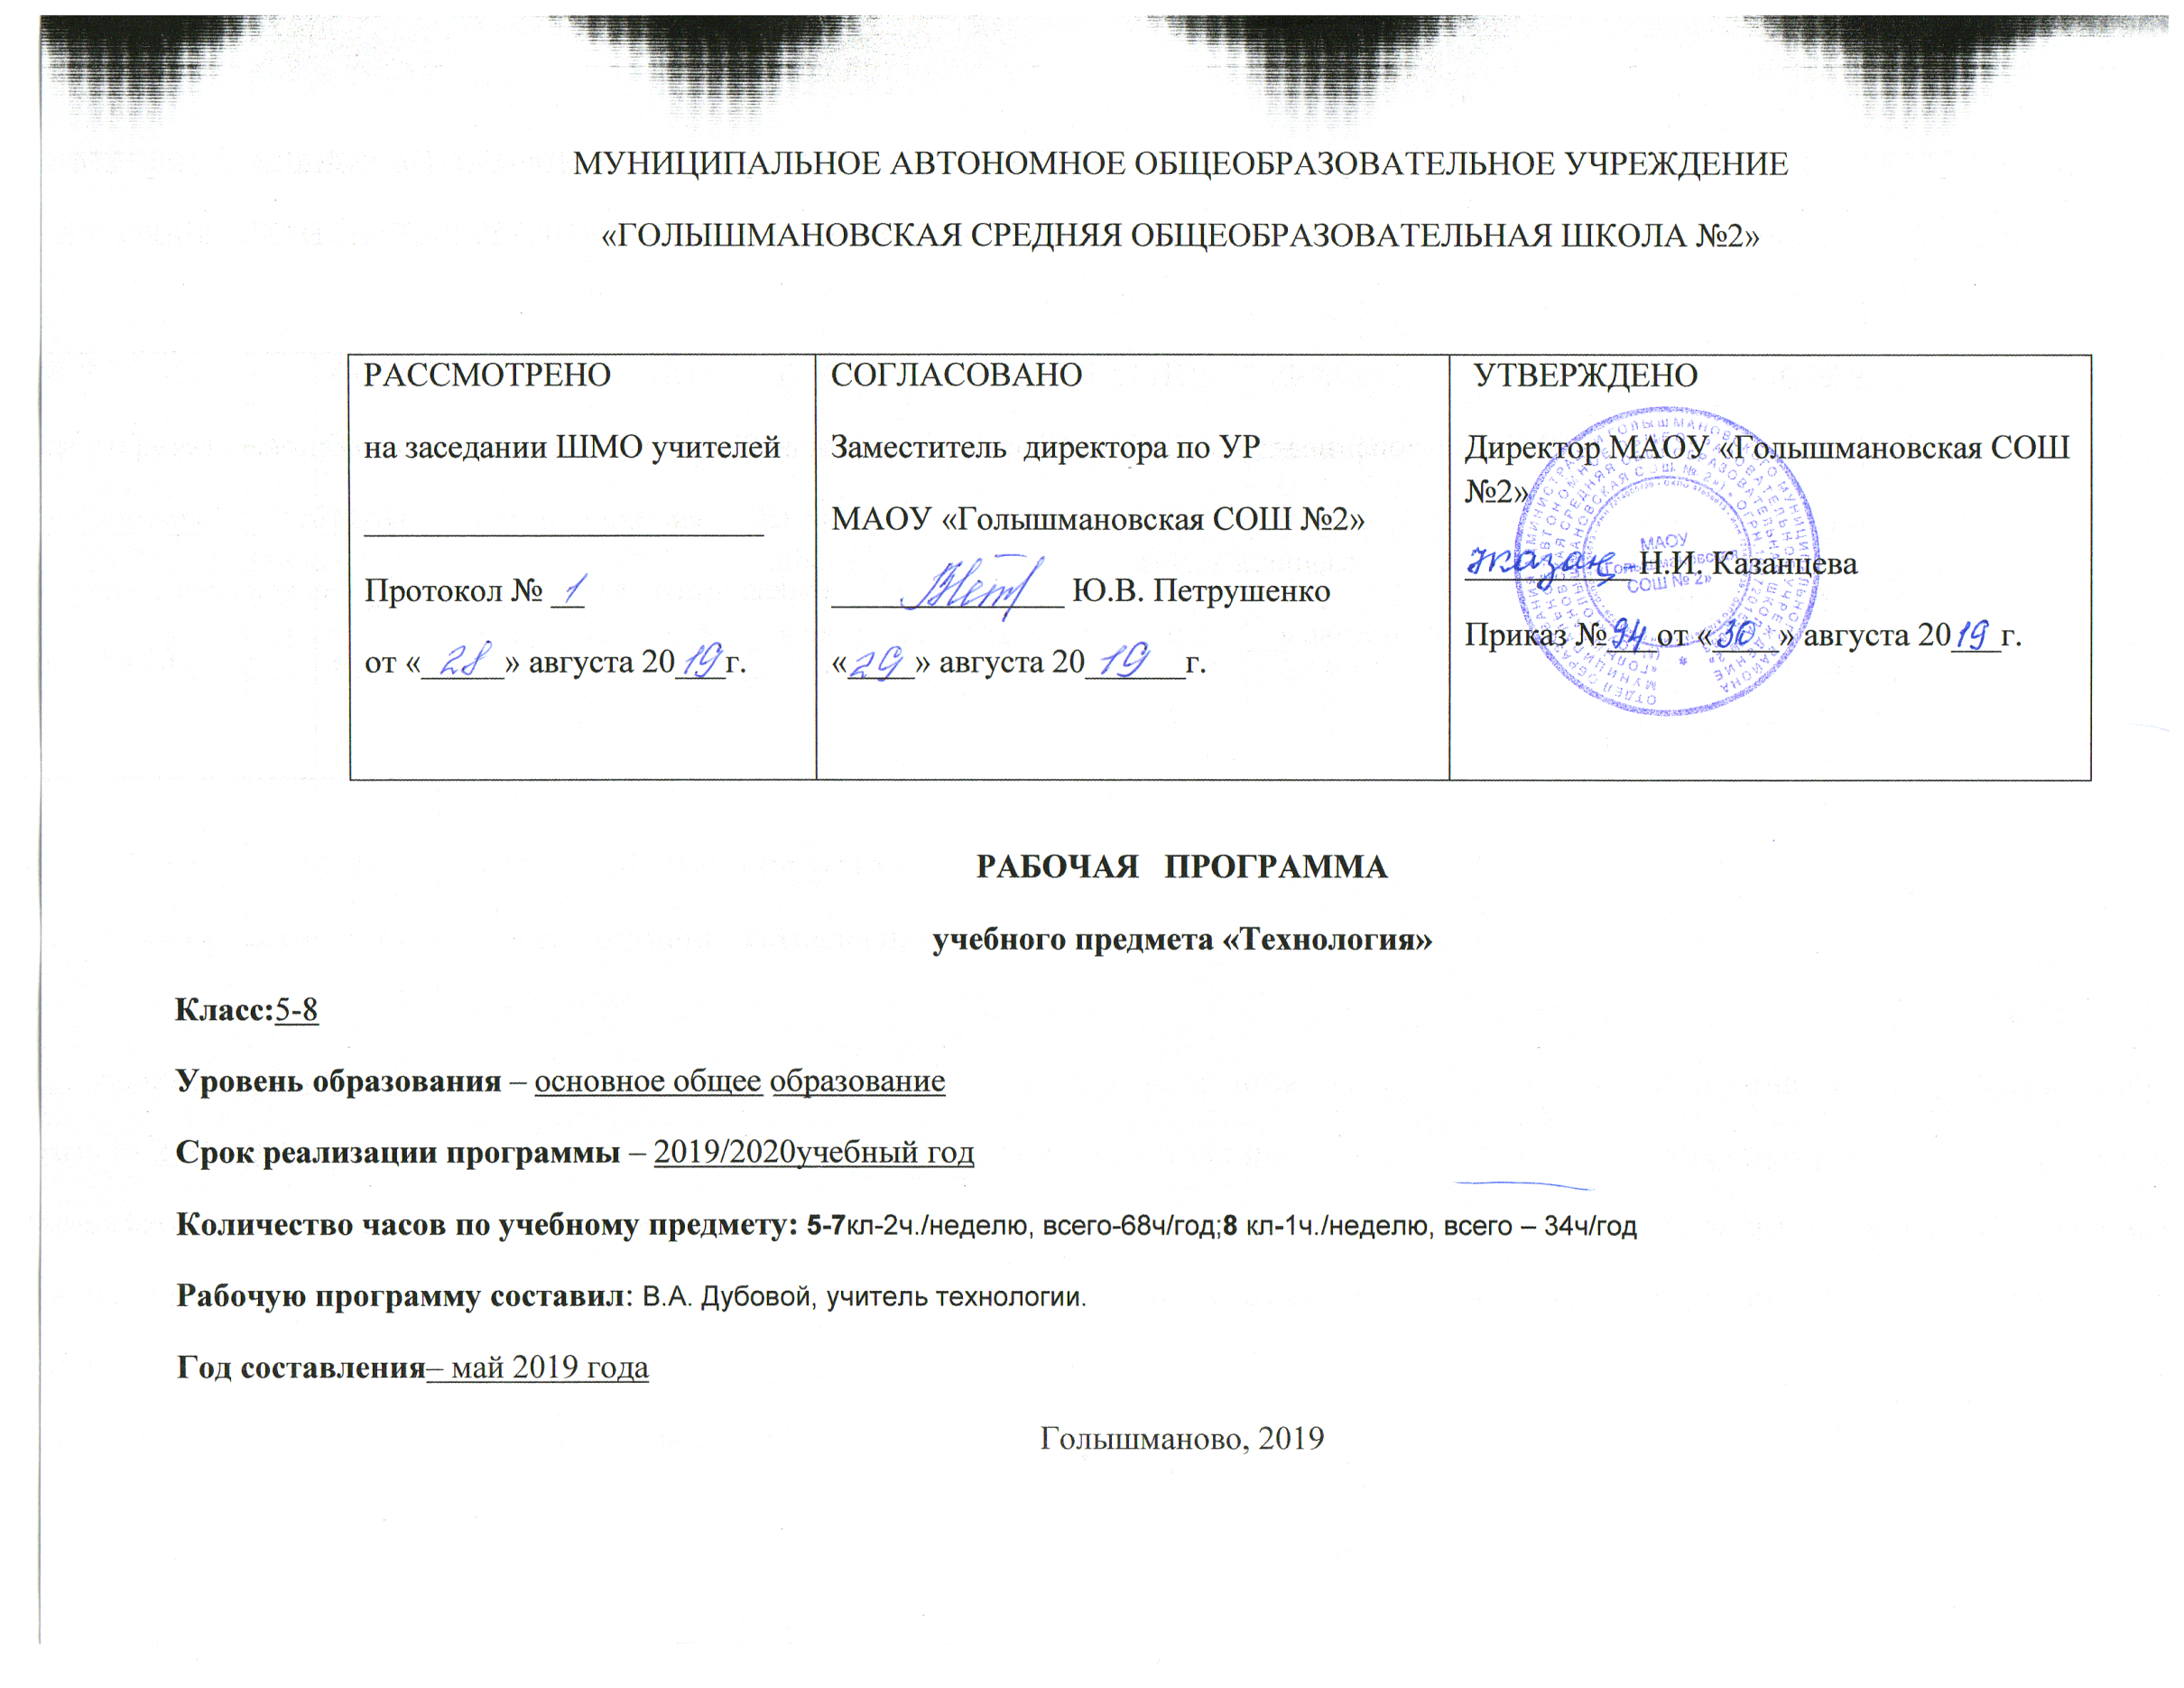 МУНИЦИПАЛЬНОЕ АВТОНОМНОЕ ОБЩЕОБРАЗОВАТЕЛЬНОЕ УЧРЕЖДЕНИЕ
«ГОЛЫШМАНОВСКАЯ СРЕДНЯЯ ОБЩЕОБРАЗОВАТЕЛЬНАЯ ШКОЛА №2»
РАССМОТРЕНО
на заседании ШМО учителей
Протокол № 1
от «28» августа 2019г.
СОГЛАСОВАНО
Заместитель директора по УР
МАОУ «Голышмановская СОШ №2»
Ю.В. Петрушенко
«29» августа 2019г.
УТВЕРЖДЕНО
Директор МАОУ «Голышмановская СОШ
№2»
Н.И. Казанцева
Приказ №94 от «30» августа 2019г.
МАОУ
«Голышмановская
СОШ № 2»
РАБОЧАЯ ПРОГРАММА
учебного предмета «Технология»
Класс:5-8
Уровень образования – основное общее образование
Срок реализации программы – 2019/2020учебный год
Количество часов по учебному предмету: 5-7кл-2ч./неделю, всего-68ч/год;8 кл-1ч./неделю, всего – 34ч/год
Рабочую программу составил: В.А. Дубовой, учитель технологии.
Год составления– май 2019 года
Голышманово, 2019